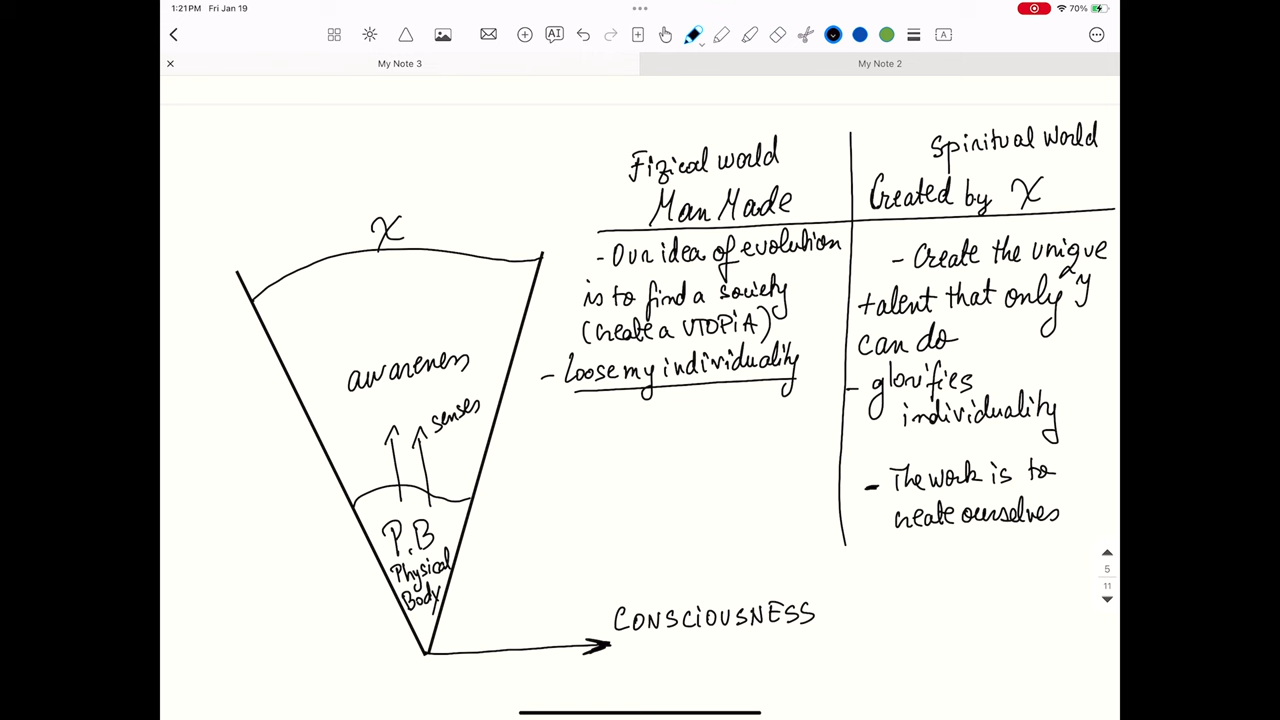 1:21PM Fri Jan 19
70%
My Note 3
My Note 2
Fizical world
Man Made
Spiritual World
Created by X
X
awareness
senses
P.B
Physical
Body
- Our idea of evolution
is to find a society
(create a UTOPiA)
- Loose my individuality
- Create the unique
talent that only y
can do
- glorifies
individuality
- The work is to
create ourselves
CONSCiOUSNESS
5
11